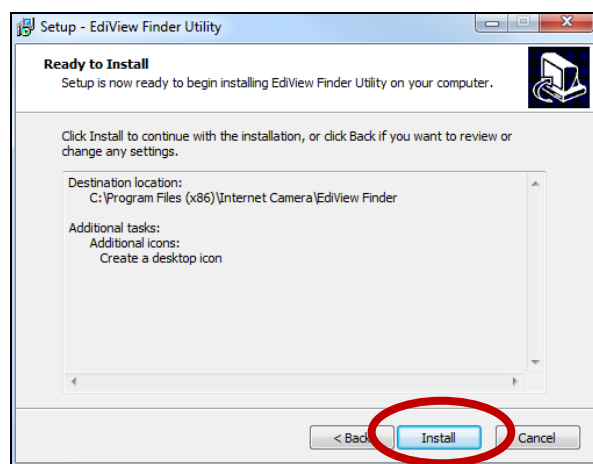 Setup - EdiView Finder Utility
Ready to Install
Setup is now ready to begin installing EdiView Finder Utility on your computer.
Click Install to continue with the installation, or click Back if you want to review or
change any settings.
Destination location:
C:\Program Files (x86)\Internet Camera\EdiView Finder
Additional tasks:
Additional icons:
Create a desktop icon
< Back
Install
Cancel